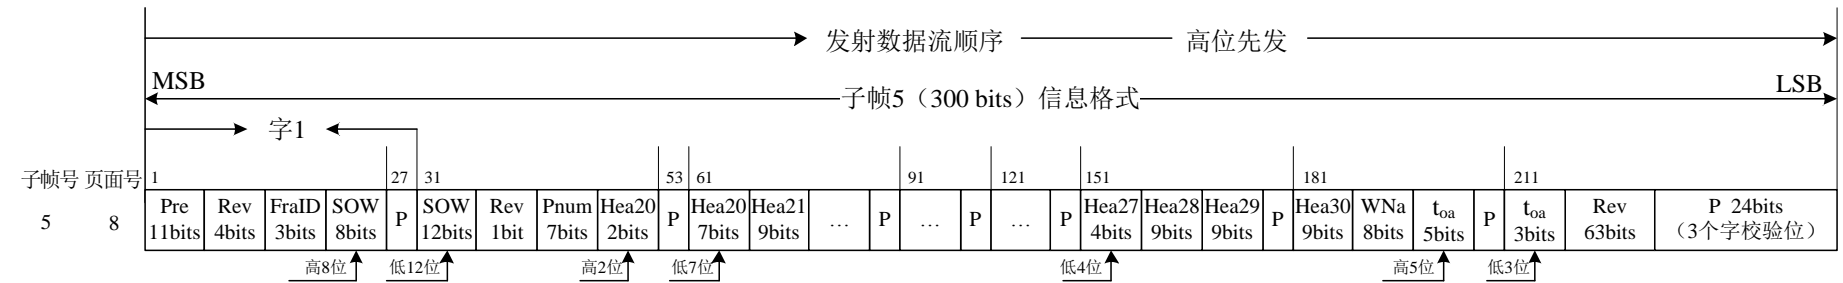 发射数据流顺序 高位先发
MSB LSB
子帧5（300 bits）信息格式
字1
子帧号 页面号 1 27 31 53 61 91 121 151 181 211
Pre Rev FraID SOW P SOW Rev Pnum Hea20 P Hea20 Hea21 … P … P … P Hea27 Hea28 Hea29 P Hea30 WNa toa P toa Rev P 24bits
5 8 11bits 4bits 3bits 8bits 12bits 1bit 7bits 2bits 7bits 9bits 4bits 9bits 9bits 9bits 8bits 5bits 3bits 63bits （3个字校验位）
高8位 低12位 高2位 低7位 低4位 高5位 低3位